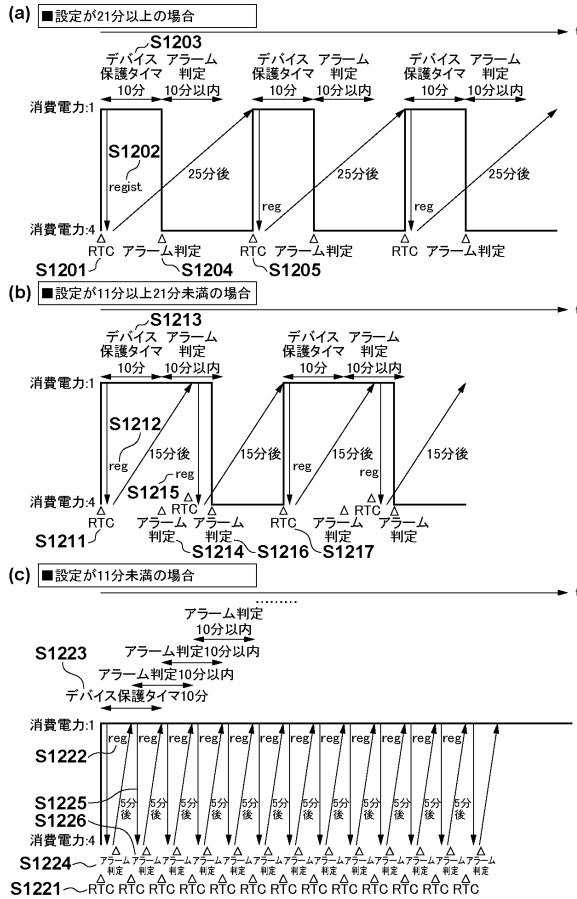 (a) ■設定が21分以上の場合
t
S1203
デバイス アラーム デバイス アラーム デバイス アラーム
保護タイマ 判定 保護タイマ 判定 保護タイマ 判定
10分 10分以内 10分 10分以内 10分 10分以内
消費電力:1
S1202
regist 25分後 reg 25分後 reg 25分後
消費電力:4
RTC アラーム判定 RTC アラーム判定 RTC アラーム判定
S1201 S1204 S1205
(b) ■設定が11分以上21分未満の場合
t
S1213
デバイス アラーム デバイス アラーム
保護タイマ 判定 保護タイマ 判定
10分 10分以内 10分 10分以内
消費電力:1
S1212
reg 15分後 15分後 reg 15分後 15分後
S1215 reg reg
消費電力:4
RTC RTC
RTC アラーム アラーム RTC アラーム アラーム
判定 判定 判定 判定
S1211 S1214 S1216 S1217
(c) ■設定が11分未満の場合
t
………
アラーム判定
10分以内
アラーム判定10分以内
S1223
アラーム判定10分以内
デバイス保護タイマ10分
消費電力:1
S1222 reg reg reg reg reg reg reg reg reg reg reg reg
S1225
5分 5分 5分 5分 5分 5分 5分 5分 5分 5分 5分 5分 5分
後 後 後 後 後 後 後 後 後 後 後 後 後
S1226
消費電力:4
S1224 アラーム アラーム アラーム アラーム アラーム アラーム アラーム アラーム アラーム アラーム アラーム アラーム アラーム
判定 判定 判定 判定 判定 判定 判定 判定 判定 判定 判定 判定 判定
S1221 RTC RTC RTC RTC RTC RTC RTC RTC RTC RTC RTC RTC RTC